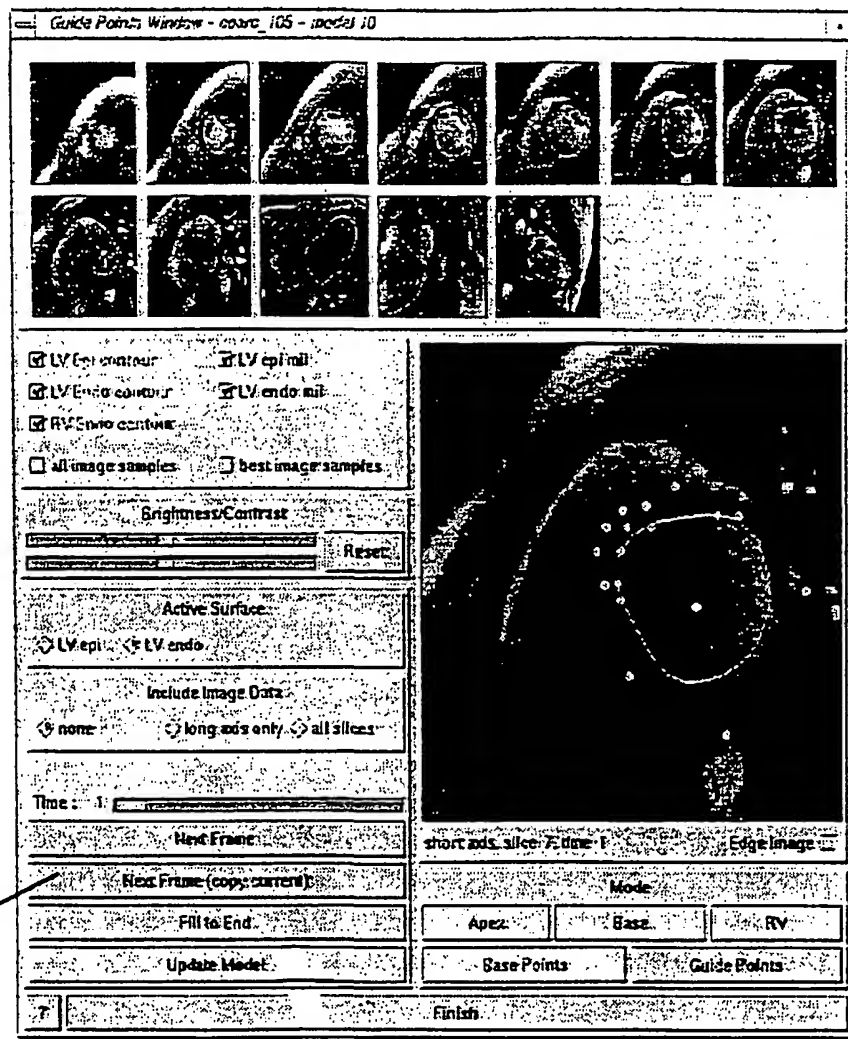 Guide Points Window - coarc_105 - model 10
LV Epi contour LV epi mil
LV Endo contour LV endo mil
RV Endo contour
all image samples best image samples
Brightness/Contrast
Reset
Active Surface
LV epi LV endo
Include Image Data
none long axis only all slices
Time : 1
Next Frame
Next Frame (copy current)
Fill to End
Update Model
short axis, slice 7, time 1 Edge Image
Mode
Apex Base RV
Base Points Guide Points
? Finish